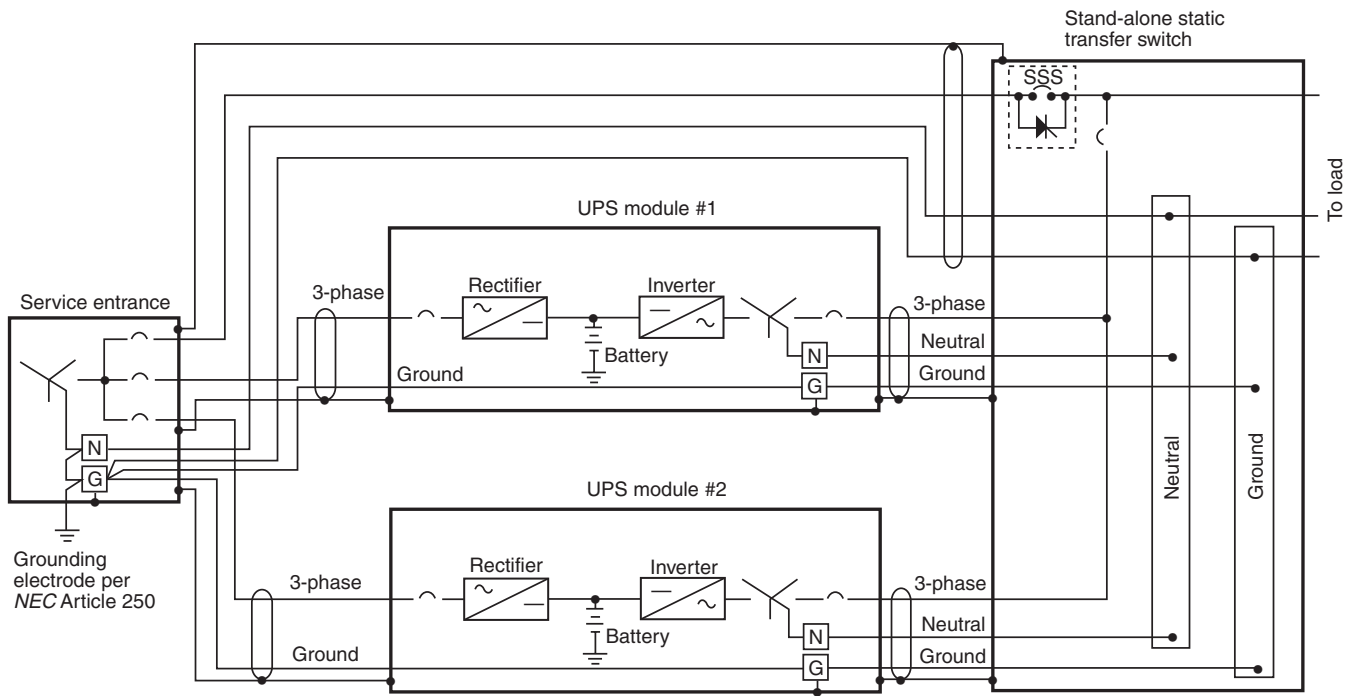 Stand-alone static
transfer switch
SSS
To load
UPS module #1
Service entrance
3-phase
Rectifier
Inverter
3-phase
Battery
N
Neutral
Ground
G
Ground
N
G
Neutral
Ground
UPS module #2
Grounding
electrode per
NEC Article 250
3-phase
Rectifier
Inverter
3-phase
Battery
N
Neutral
Ground
G
Ground